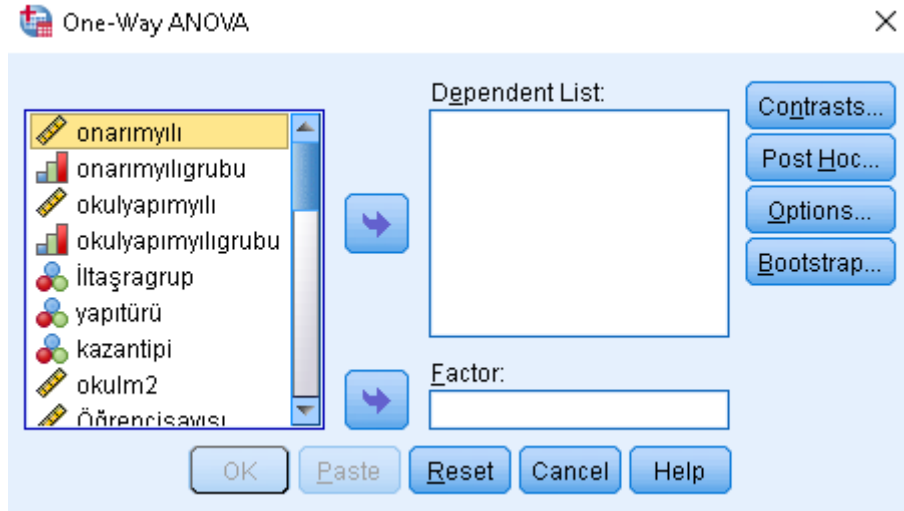 One-Way ANOVA
onarımyılı
onarımyılıgrubu
okulyapımyılı
okulyapımyılıgrubu
İltaşragrup
yapıtürü
kazantipi
okulm2
Öğrencisayısı
Dependent List:
Factor:
Contrasts...
Post Hoc...
Options...
Bootstrap...
OK
Paste
Reset
Cancel
Help